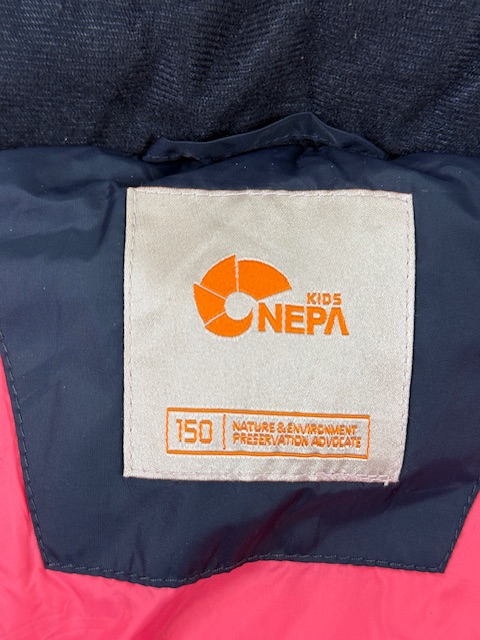 KIDS
NEPA
150
NATURE & ENVIRONMENT
PRESERVATION ADVOCATE